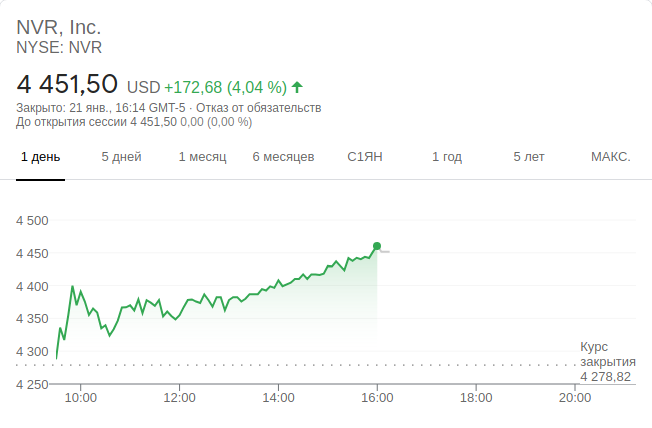 NVR, Inc.
NYSE: NVR
4 451,50 USD +172,68 (4,04 %)
Закрыто: 21 янв., 16:14 GMT-5 · Отказ от обязательств
До открытия сессии 4 451,50 0,00 (0,00 %)
1 день 5 дней 1 месяц 6 месяцев С1ЯН 1 год 5 лет МАКС.
4 500
4 450
4 400
4 350
4 300
Курс
закрытия
4 278,82
4 250
10:00 12:00 14:00 16:00 18:00 20:00